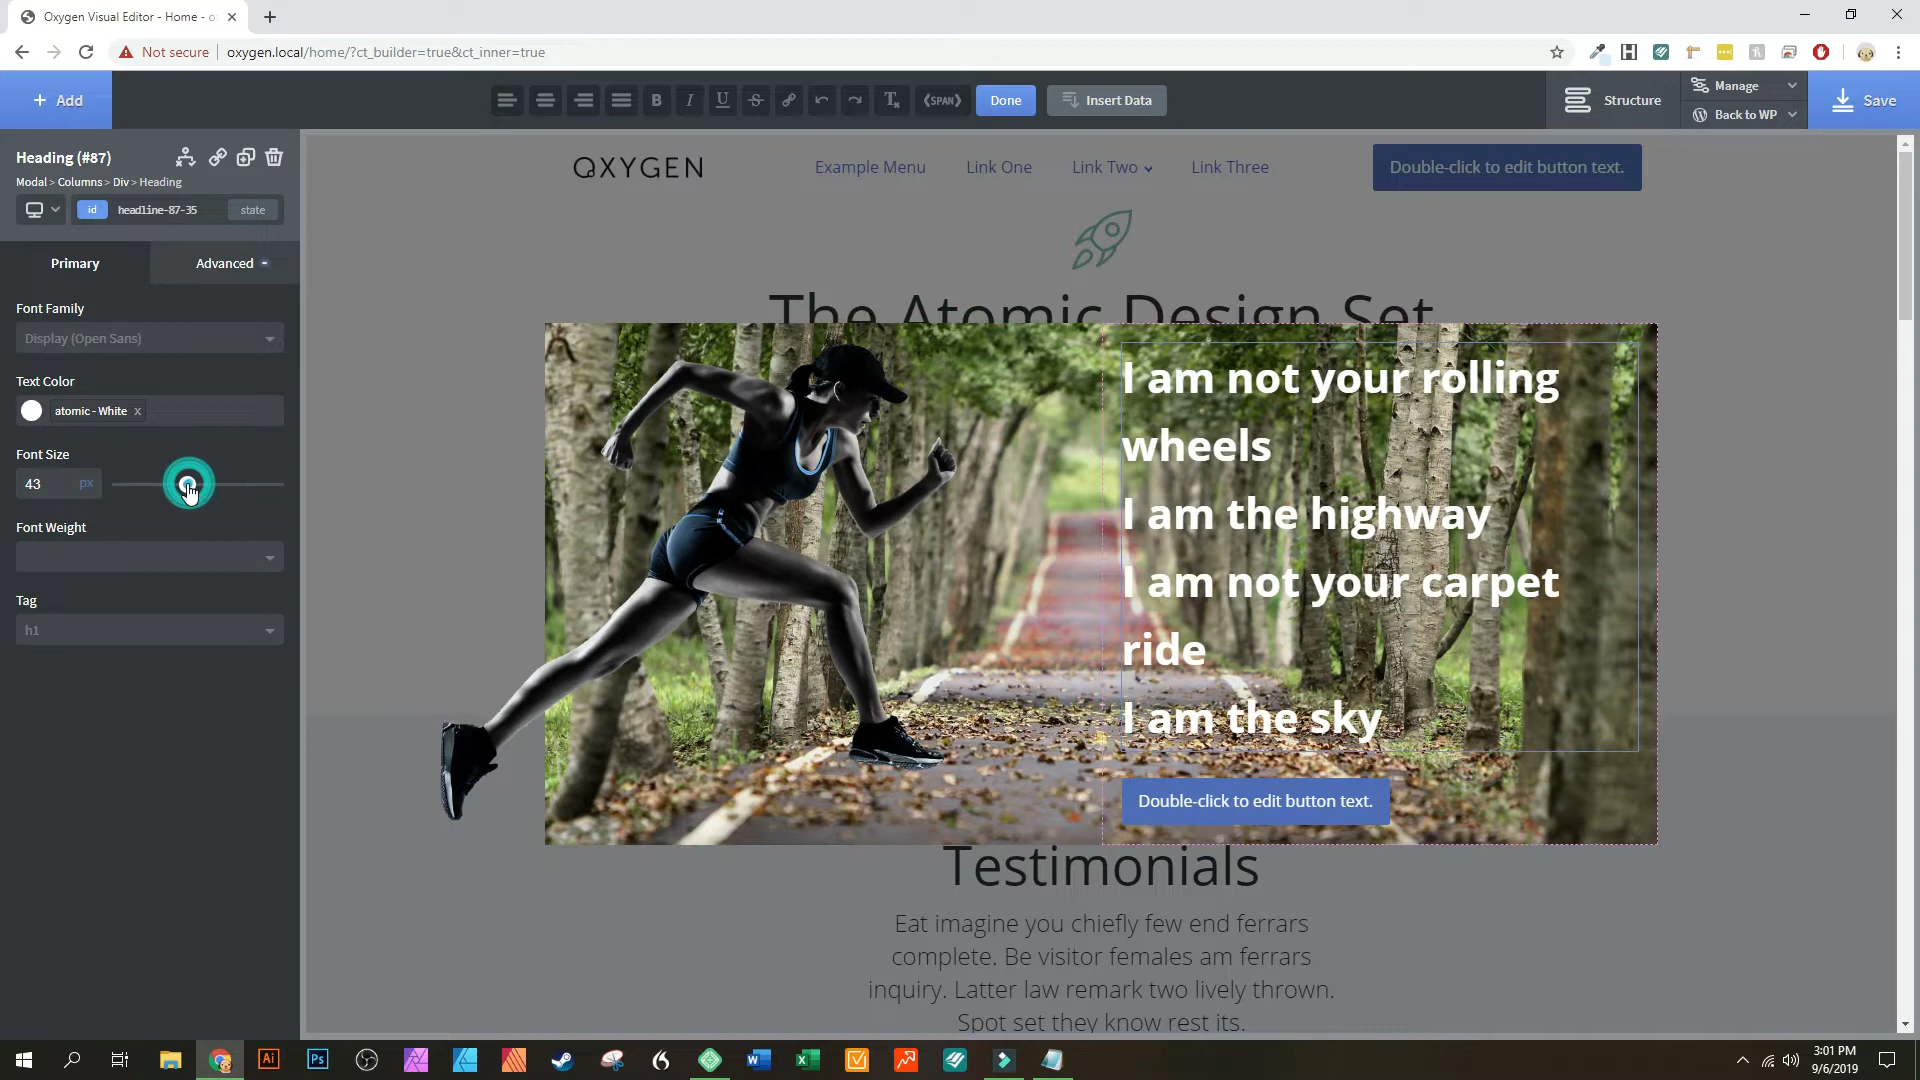 Oxygen Visual Editor - Home - o
Not secure
oxygen.local/home/?ct_builder=true&ct_inner=true
+ Add
B I U S T <SPAN>
Done
Insert Data
Structure
Manage
Back to WP
Save
Heading (#87)
Modal > Columns > Div > Heading
id
headline-87-35
state
Primary
Advanced
Font Family
Display (Open Sans)
Text Color
atomic - White x
Font Size
43 px
Font Weight
Tag
h1
OXYGEN
Example Menu
Link One
Link Two
Link Three
Double-click to edit button text.
The Atomic Design Set
I am not your rolling
wheels
I am the highway
I am not your carpet
ride
I am the sky
Double-click to edit button text.
Testimonials
Eat imagine you chiefly few end ferrars
complete. Be visitor females am ferrars
inquiry. Latter law remark two lively thrown.
Spot set they know rest its.
Ai
Ps
3:01 PM
9/6/2019